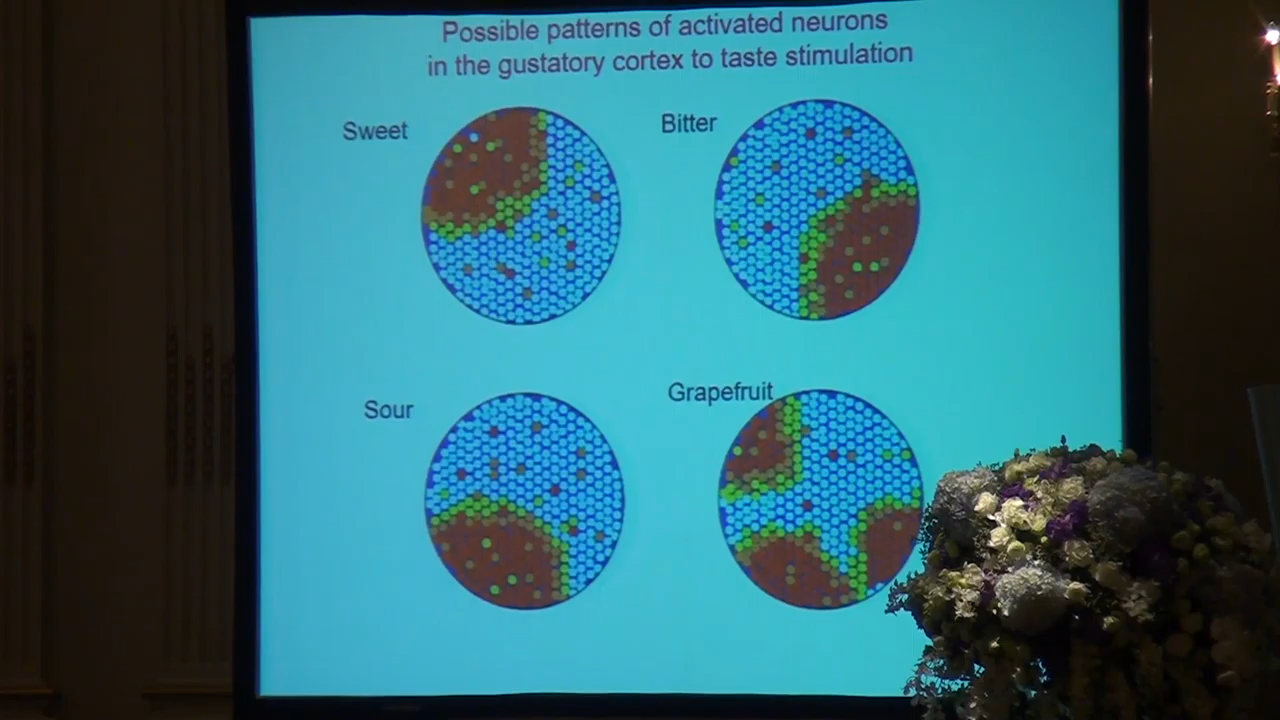 Possible patterns of activated neurons
in the gustatory cortex to taste stimulation
Sweet
Bitter
Sour
Grapefruit